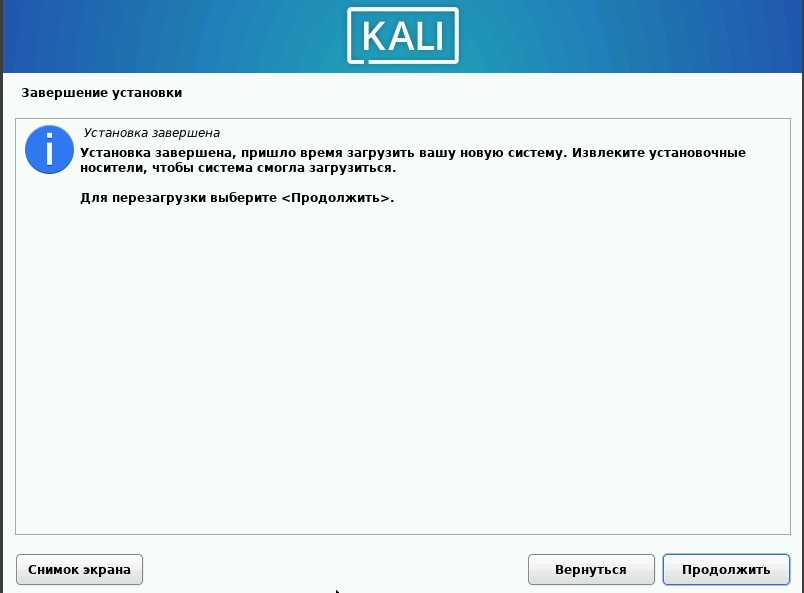 KALI
Завершение установки
Установка завершена
Установка завершена, пришло время загрузить вашу новую систему. Извлеките установочные
носители, чтобы система смогла загрузиться.
Для перезагрузки выберите <Продолжить>.
Снимок экрана
Вернуться
Продолжить